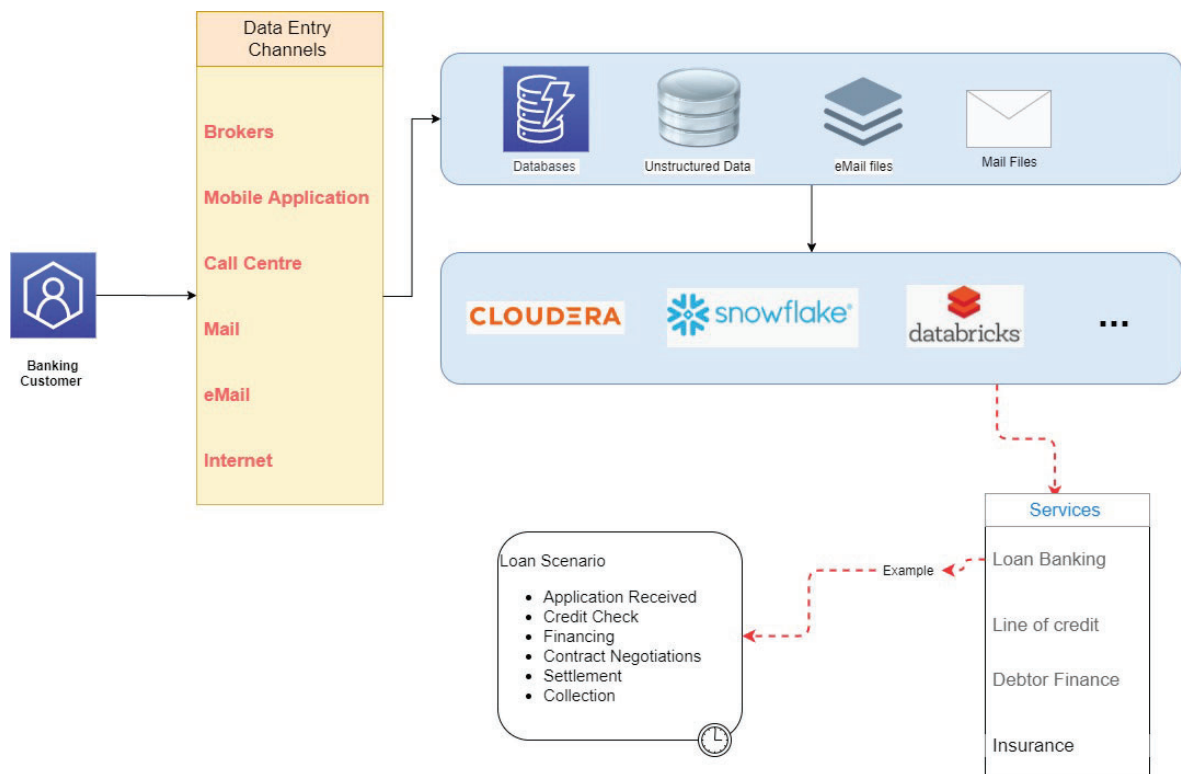 Data Entry
Channels
Brokers
Mobile Application
Call Centre
Mail
eMail
Internet
Banking
Customer
Databases
Unstructured Data
eMail files
Mail Files
CLOUDERA
snowflake®
databricks
...
Services
Loan Banking
Line of credit
Debtor Finance
Insurance
Example
Loan Scenario
• Application Received
• Credit Check
• Financing
• Contract Negotiations
• Settlement
• Collection